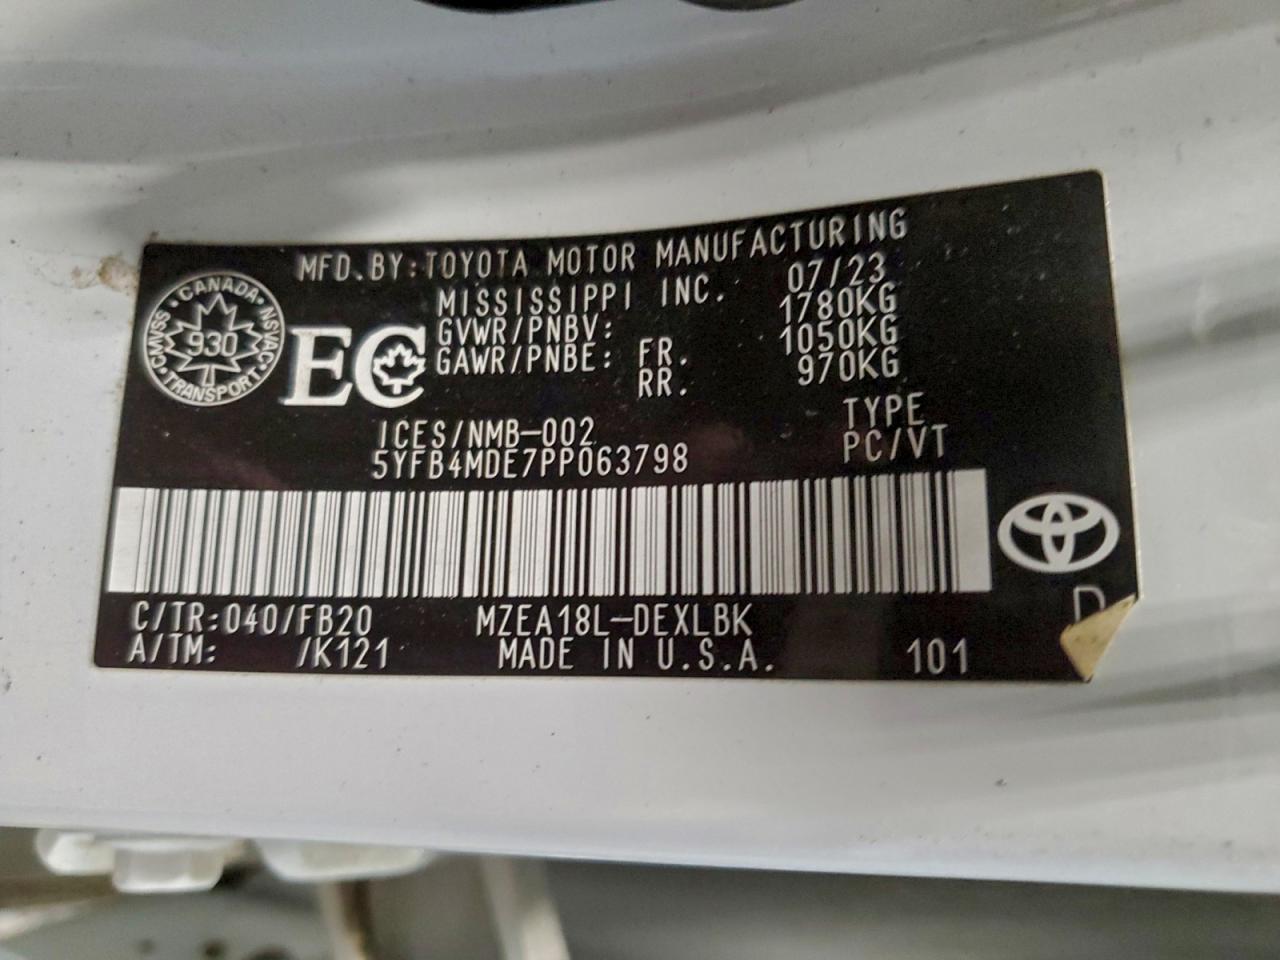 MFD.BY:TOYOTA MOTOR MANUFACTURING
MISSISSIPPI INC. 07/23
GVWR/PNBV: 1780KG
GAWR/PNBE: FR. 1050KG
RR. 970KG
CANADA
CMVSS 930 NSVAC
TRANSPORT
EC
ICES/NMB-002 TYPE
5YFB4MDE7PP063798 PC/VT
C/TR:040/FB20 MZEA18L-DEXLBK
A/TM: /K121 MADE IN U.S.A. 101